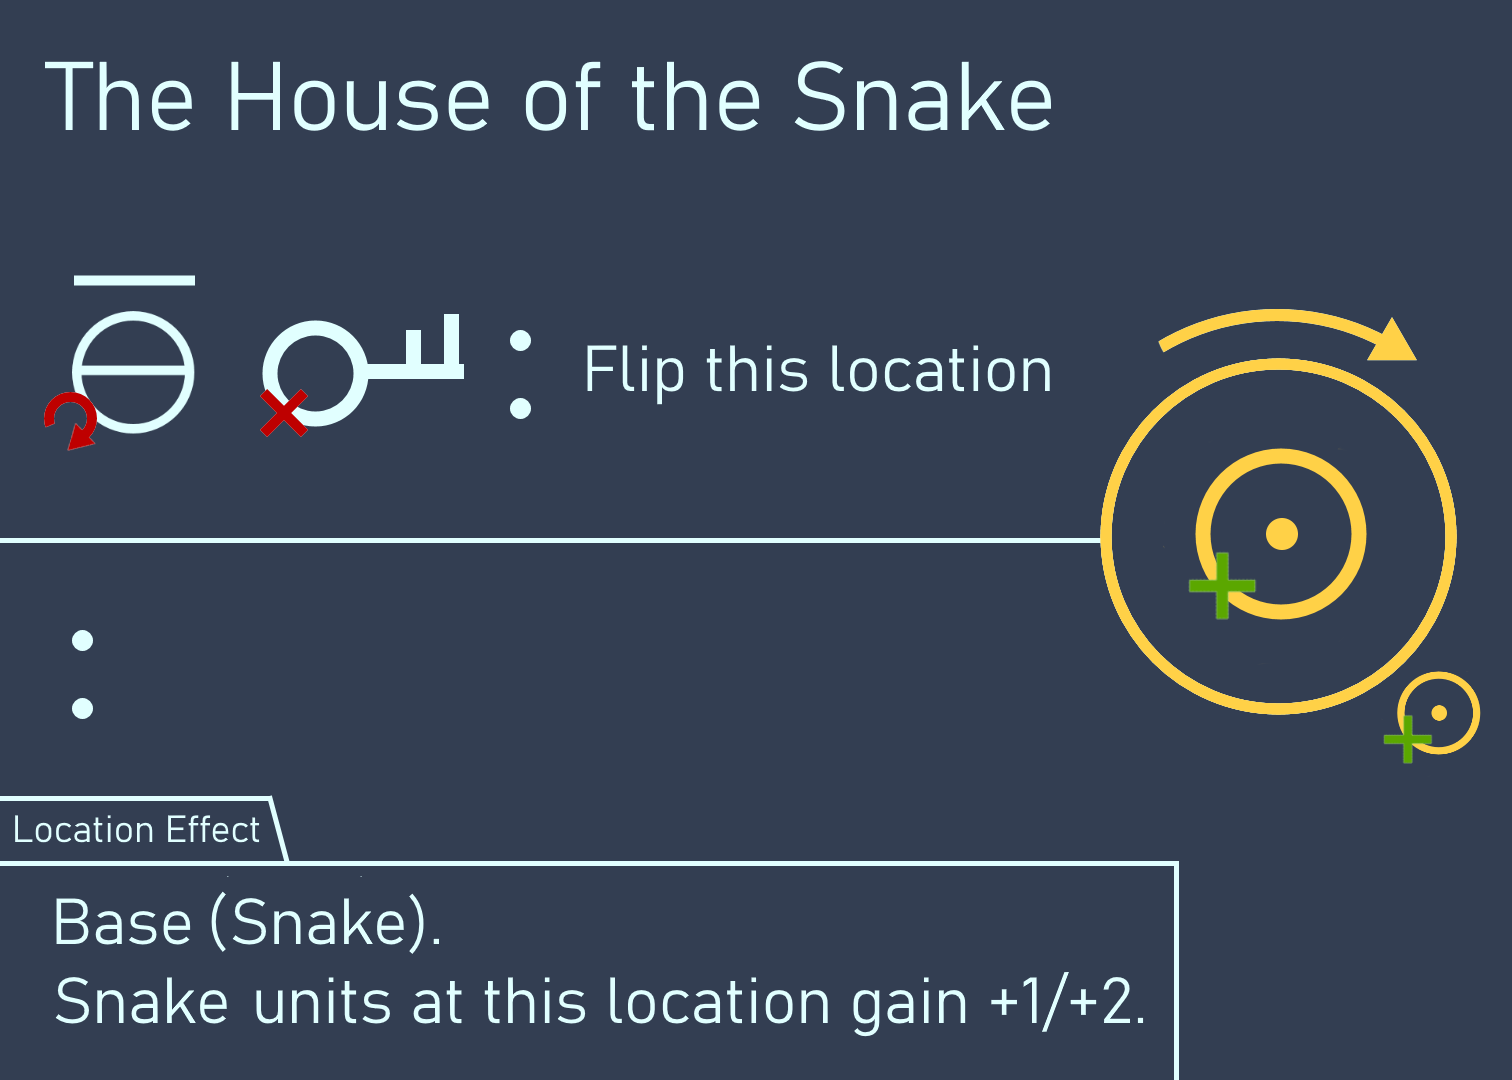 The House of the Snake
: Flip this location
:
Location Effect
Base (Snake).
Snake units at this location gain +1/+2.